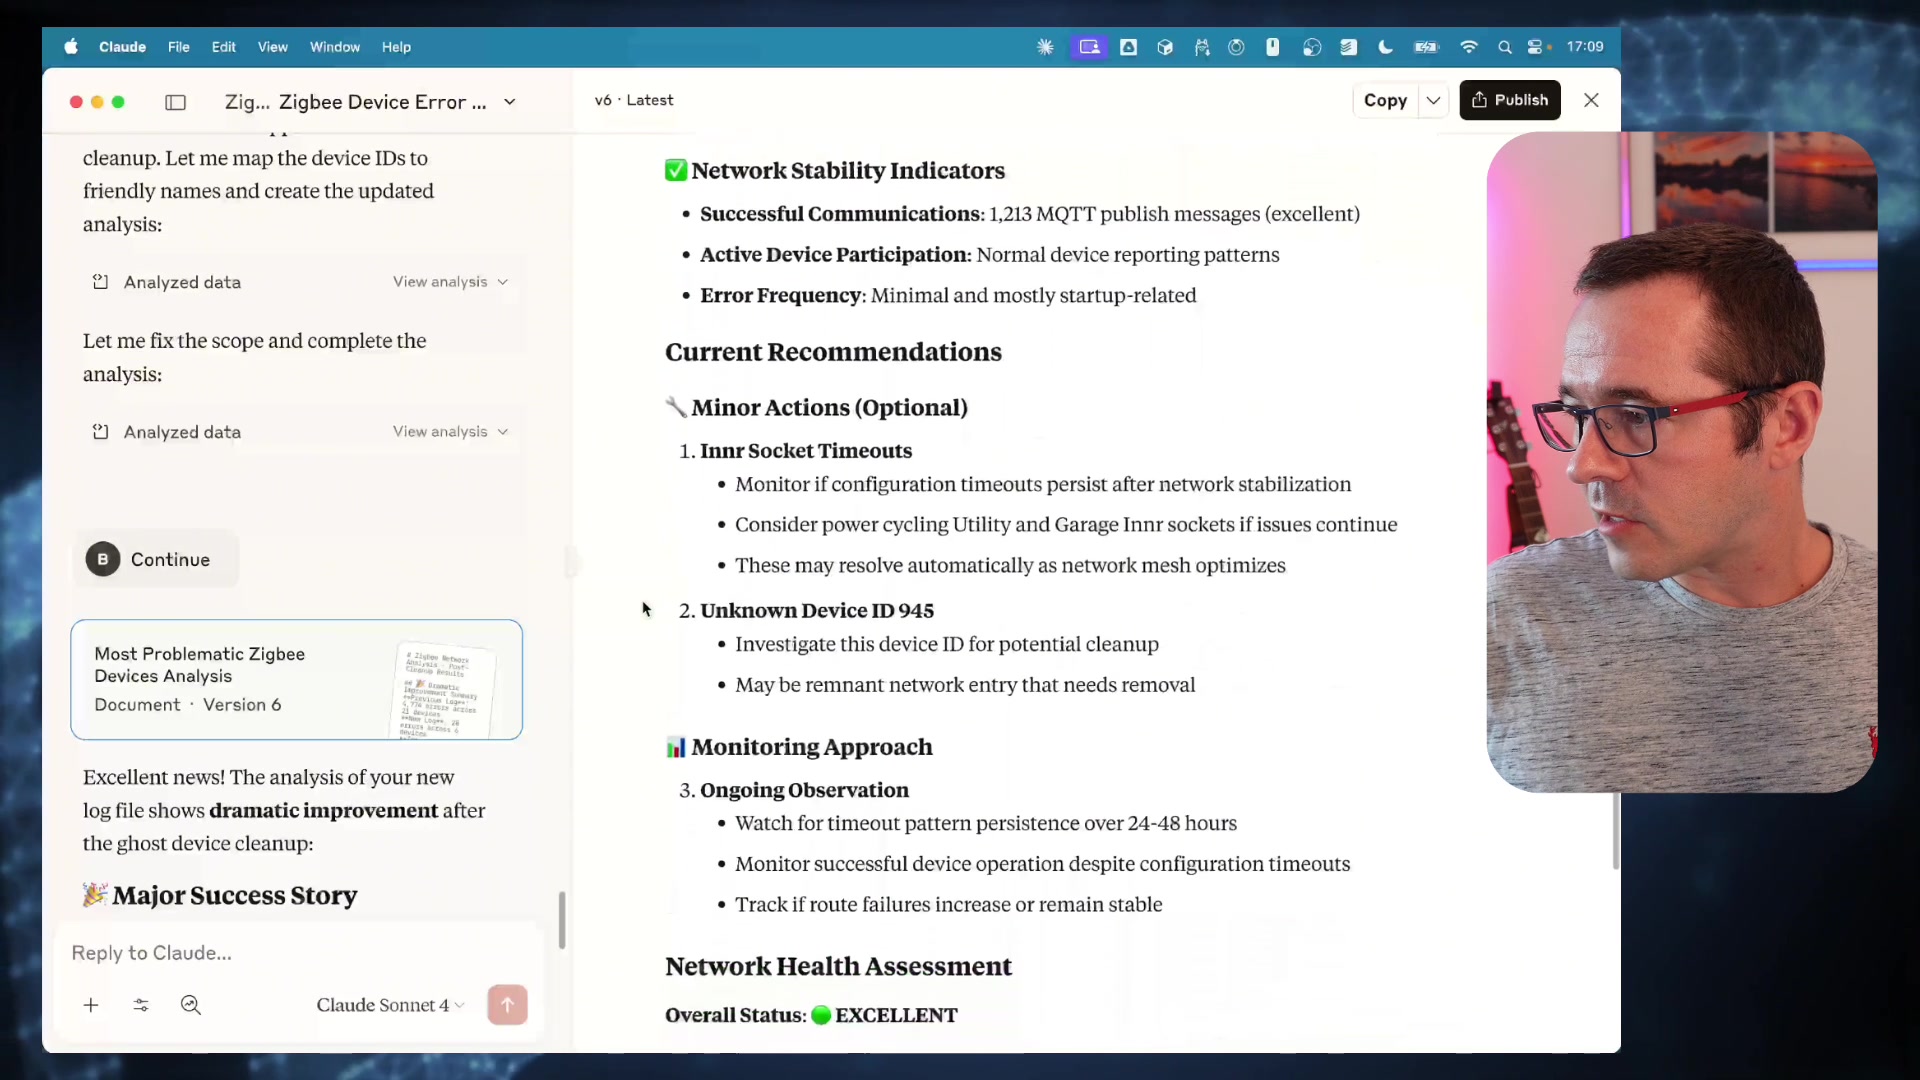 Claude File Edit View Window Help 17:09
Zig... Zigbee Device Error ...
v6 · Latest
Copy
Publish
cleanup. Let me map the device IDs to
friendly names and create the updated
analysis:
Analyzed data View analysis
Let me fix the scope and complete the
analysis:
Analyzed data View analysis
B Continue
Most Problematic Zigbee
Devices Analysis
Document · Version 6
# Zigbee Network
Analysis - Post-
Cleanup Results
## 🎉 Dramatic
Improvement Summary
Excellent news! The analysis of your new
log file shows dramatic improvement after
the ghost device cleanup:
🎉 Major Success Story
Reply to Claude...
Claude Sonnet 4
✅ Network Stability Indicators
• Successful Communications: 1,213 MQTT publish messages (excellent)
• Active Device Participation: Normal device reporting patterns
• Error Frequency: Minimal and mostly startup-related
Current Recommendations
🔧 Minor Actions (Optional)
1. Innr Socket Timeouts
• Monitor if configuration timeouts persist after network stabilization
• Consider power cycling Utility and Garage Innr sockets if issues continue
• These may resolve automatically as network mesh optimizes
2. Unknown Device ID 945
• Investigate this device ID for potential cleanup
• May be remnant network entry that needs removal
📊 Monitoring Approach
3. Ongoing Observation
• Watch for timeout pattern persistence over 24-48 hours
• Monitor successful device operation despite configuration timeouts
• Track if route failures increase or remain stable
Network Health Assessment
Overall Status: 🟢 EXCELLENT